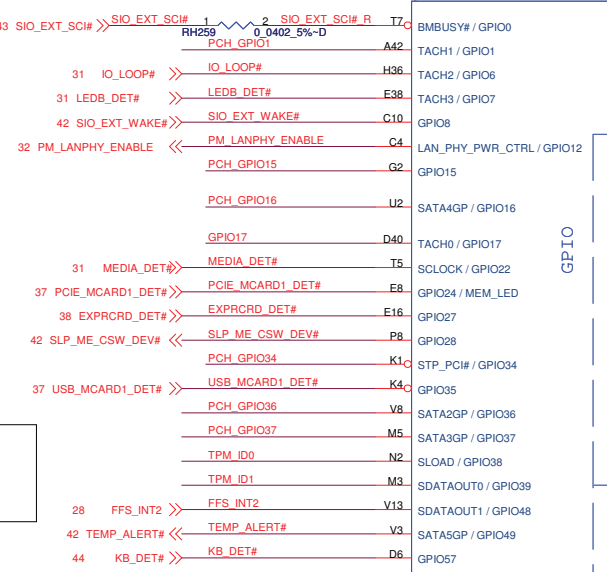 43 SIO_EXT_SCI# SIO_EXT_SCI# 1 2 SIO_EXT_SCI#_R T7 BMBUSY# / GPIO0
RH259 0_0402_5%~D
PCH_GPIO1 A42 TACH1 / GPIO1
31 IO_LOOP# IO_LOOP# H36 TACH2 / GPIO6
31 LEDB_DET# LEDB_DET# E38 TACH3 / GPIO7
42 SIO_EXT_WAKE# SIO_EXT_WAKE# C10 GPIO8
32 PM_LANPHY_ENABLE PM_LANPHY_ENABLE C4 LAN_PHY_PWR_CTRL / GPIO12
PCH_GPIO15 G2 GPIO15
PCH_GPIO16 U2 SATA4GP / GPIO16
GPIO17 D40 TACH0 / GPIO17
GPIO
31 MEDIA_DET# MEDIA_DET# T5 SCLOCK / GPIO22
37 PCIE_MCARD1_DET# PCIE_MCARD1_DET# E8 GPIO24 / MEM_LED
38 EXPRCRD_DET# EXPRCRD_DET# E16 GPIO27
42 SLP_ME_CSW_DEV# SLP_ME_CSW_DEV# P8 GPIO28
PCH_GPIO34 K1 STP_PCI# / GPIO34
37 USB_MCARD1_DET# USB_MCARD1_DET# K4 GPIO35
PCH_GPIO36 V8 SATA2GP / GPIO36
PCH_GPIO37 M5 SATA3GP / GPIO37
TPM_ID0 N2 SLOAD / GPIO38
TPM_ID1 M3 SDATAOUT0 / GPIO39
28 FFS_INT2 FFS_INT2 V13 SDATAOUT1 / GPIO48
42 TEMP_ALERT# TEMP_ALERT# V3 SATA5GP / GPIO49
44 KB_DET# KB_DET# D6 GPIO57